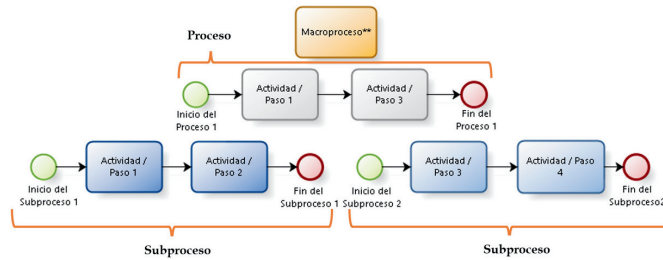 Macroproceso**
Proceso
Actividad /
Paso 1
Actividad /
Paso 3
Inicio del
Proceso 1
Fin del
Proceso 1
Actividad /
Paso 1
Actividad /
Paso 2
Inicio del
Subproceso 1
Fin del
Subproceso 1
Actividad /
Paso 3
Actividad / Paso
4
Inicio del
Subproceso 2
Fin del
Subproceso2
Subproceso
Subproceso